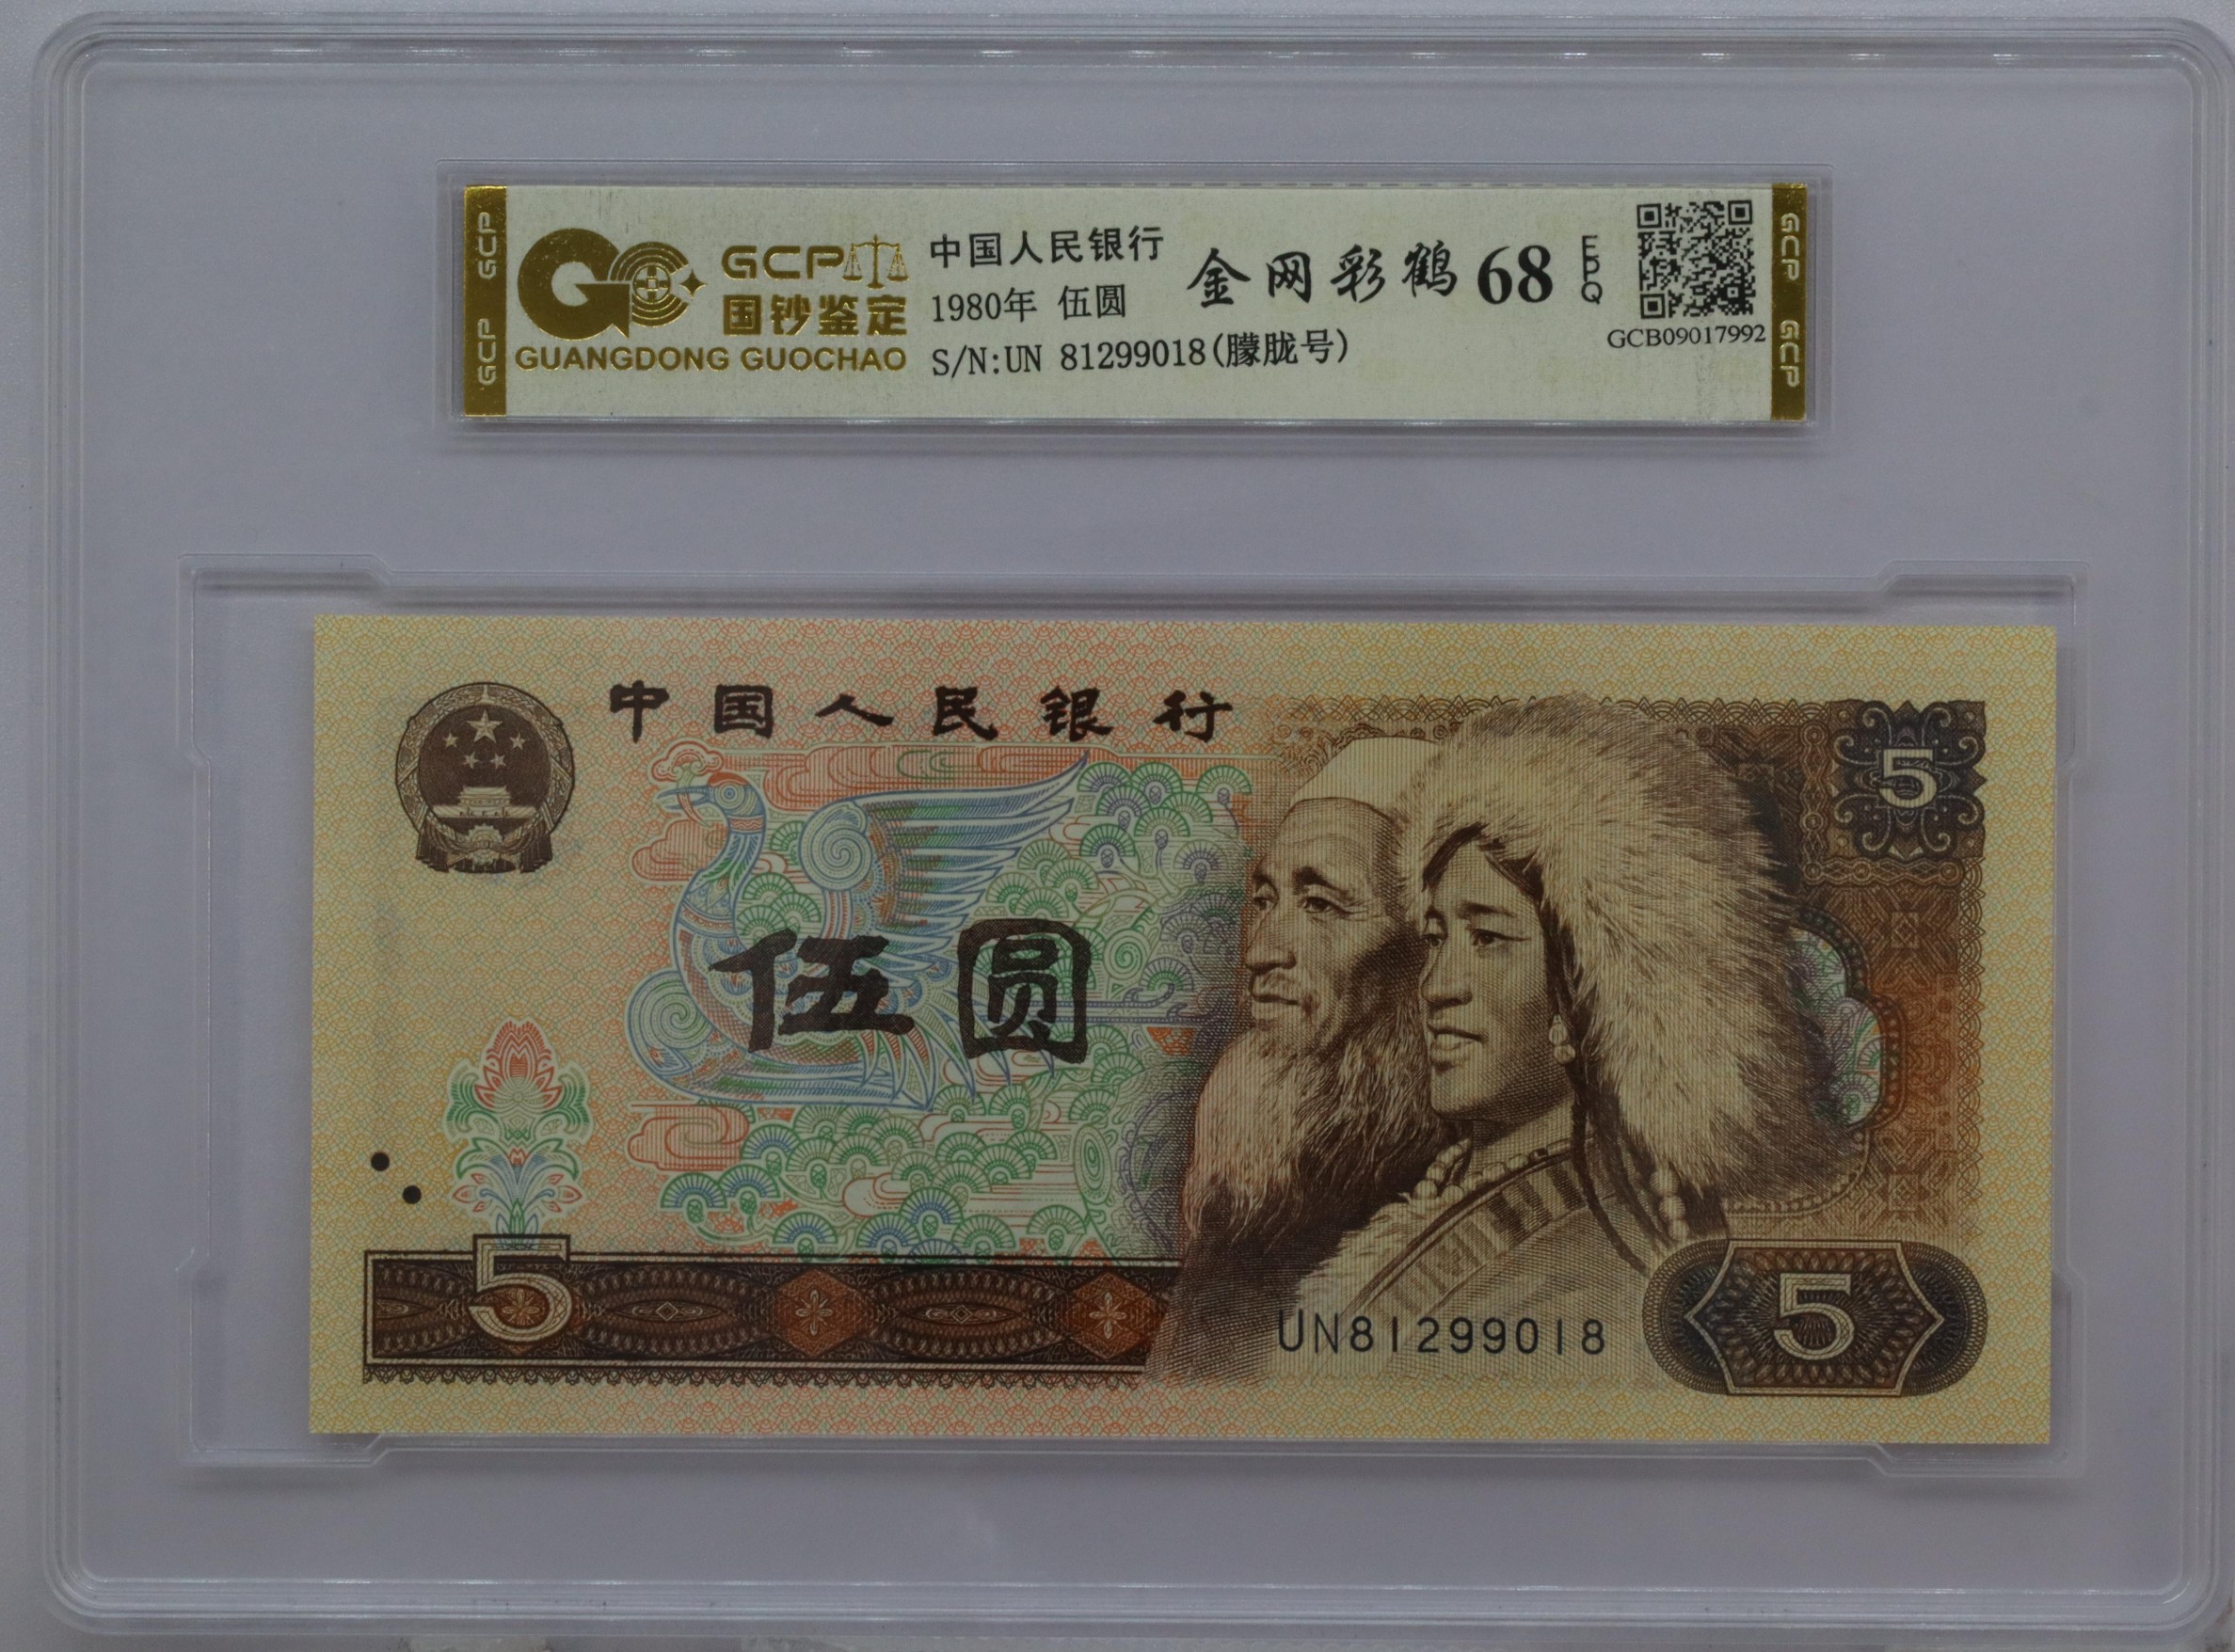 GCP GCP
GCP
国钞鉴定
GUANGDONG GUOCHAO
中国人民银行
1980年 伍圆
S/N:UN 81299018(朦胧号)
金网彩鹤 68 EPQ
GCB09017992
GCP GCP
中国人民银行
5
伍圆
5
UN81299018
5